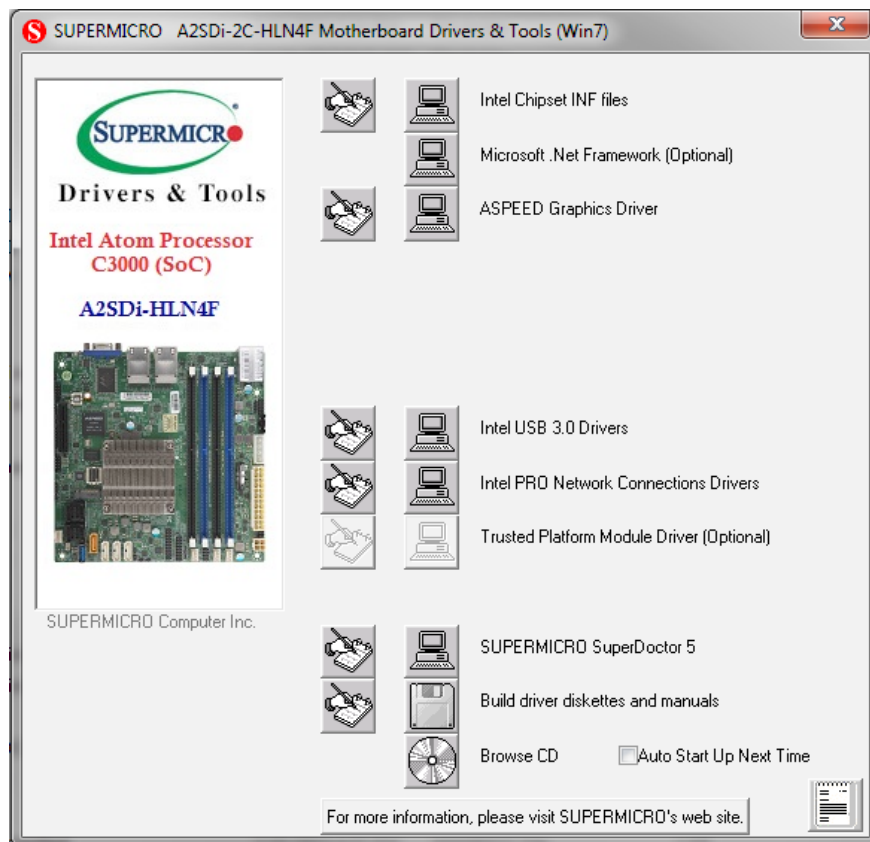 SUPERMICRO A2SDi-2C-HLN4F Motherboard Drivers & Tools (Win7)
SUPERMICR
Drivers & Tools
Intel Atom Processor
C3000 (SoC)
A2SDi-HLN4F
SUPERMICRO Computer Inc.
Intel Chipset INF files
Microsoft .Net Framework (Optional)
ASPEED Graphics Driver
Intel USB 3.0 Drivers
Intel PRO Network Connections Drivers
Trusted Platform Module Driver (Optional)
SUPERMICRO SuperDoctor 5
Build driver diskettes and manuals
Browse CD Auto Start Up Next Time
For more information, please visit SUPERMICRO's web site.